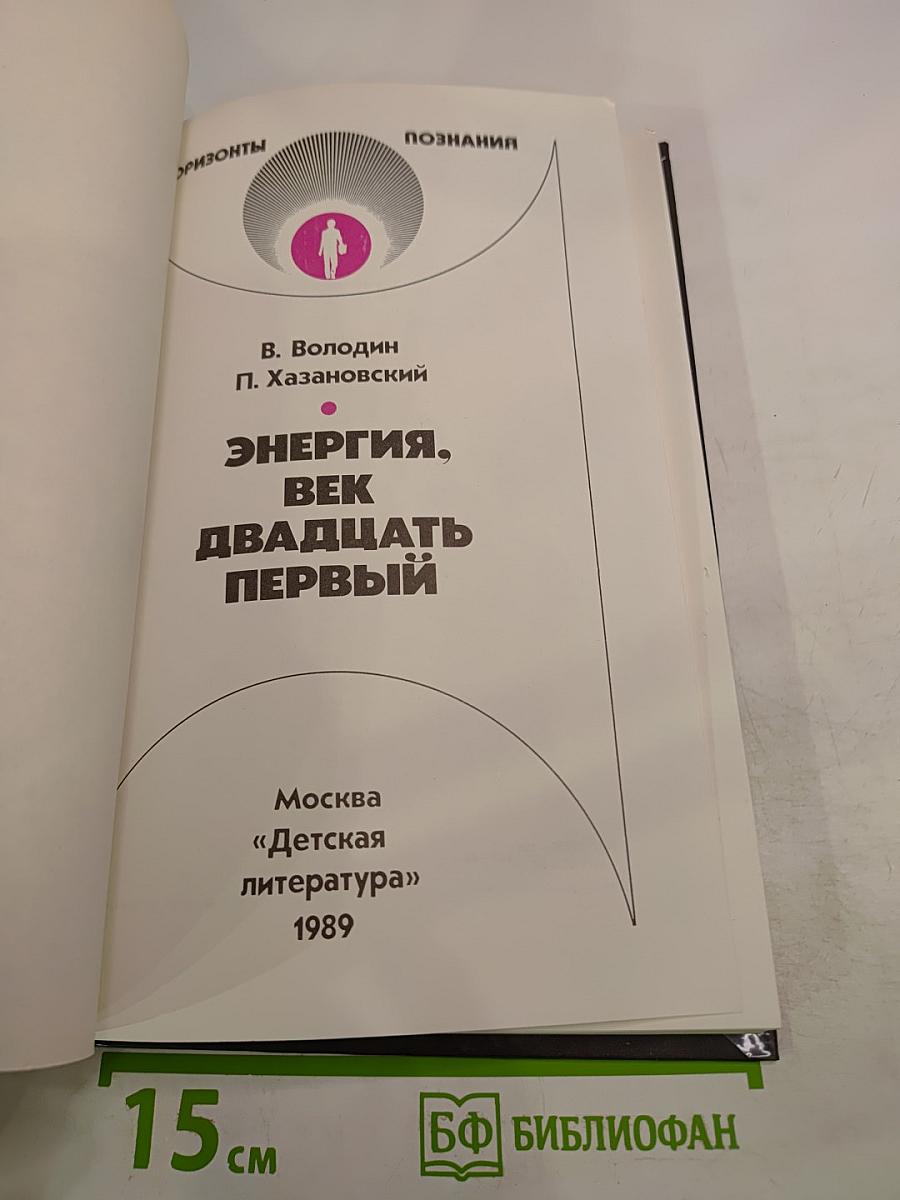 ОРИЗОНТЫ ПОЗНАНИЯ
В. Володин
П. Хазановский
ЭНЕРГИЯ,
ВЕК
ДВАДЦАТЬ
ПЕРВЫЙ
Москва
«Детская
литература»
1989
15 см
БФ БИБЛИОФАН